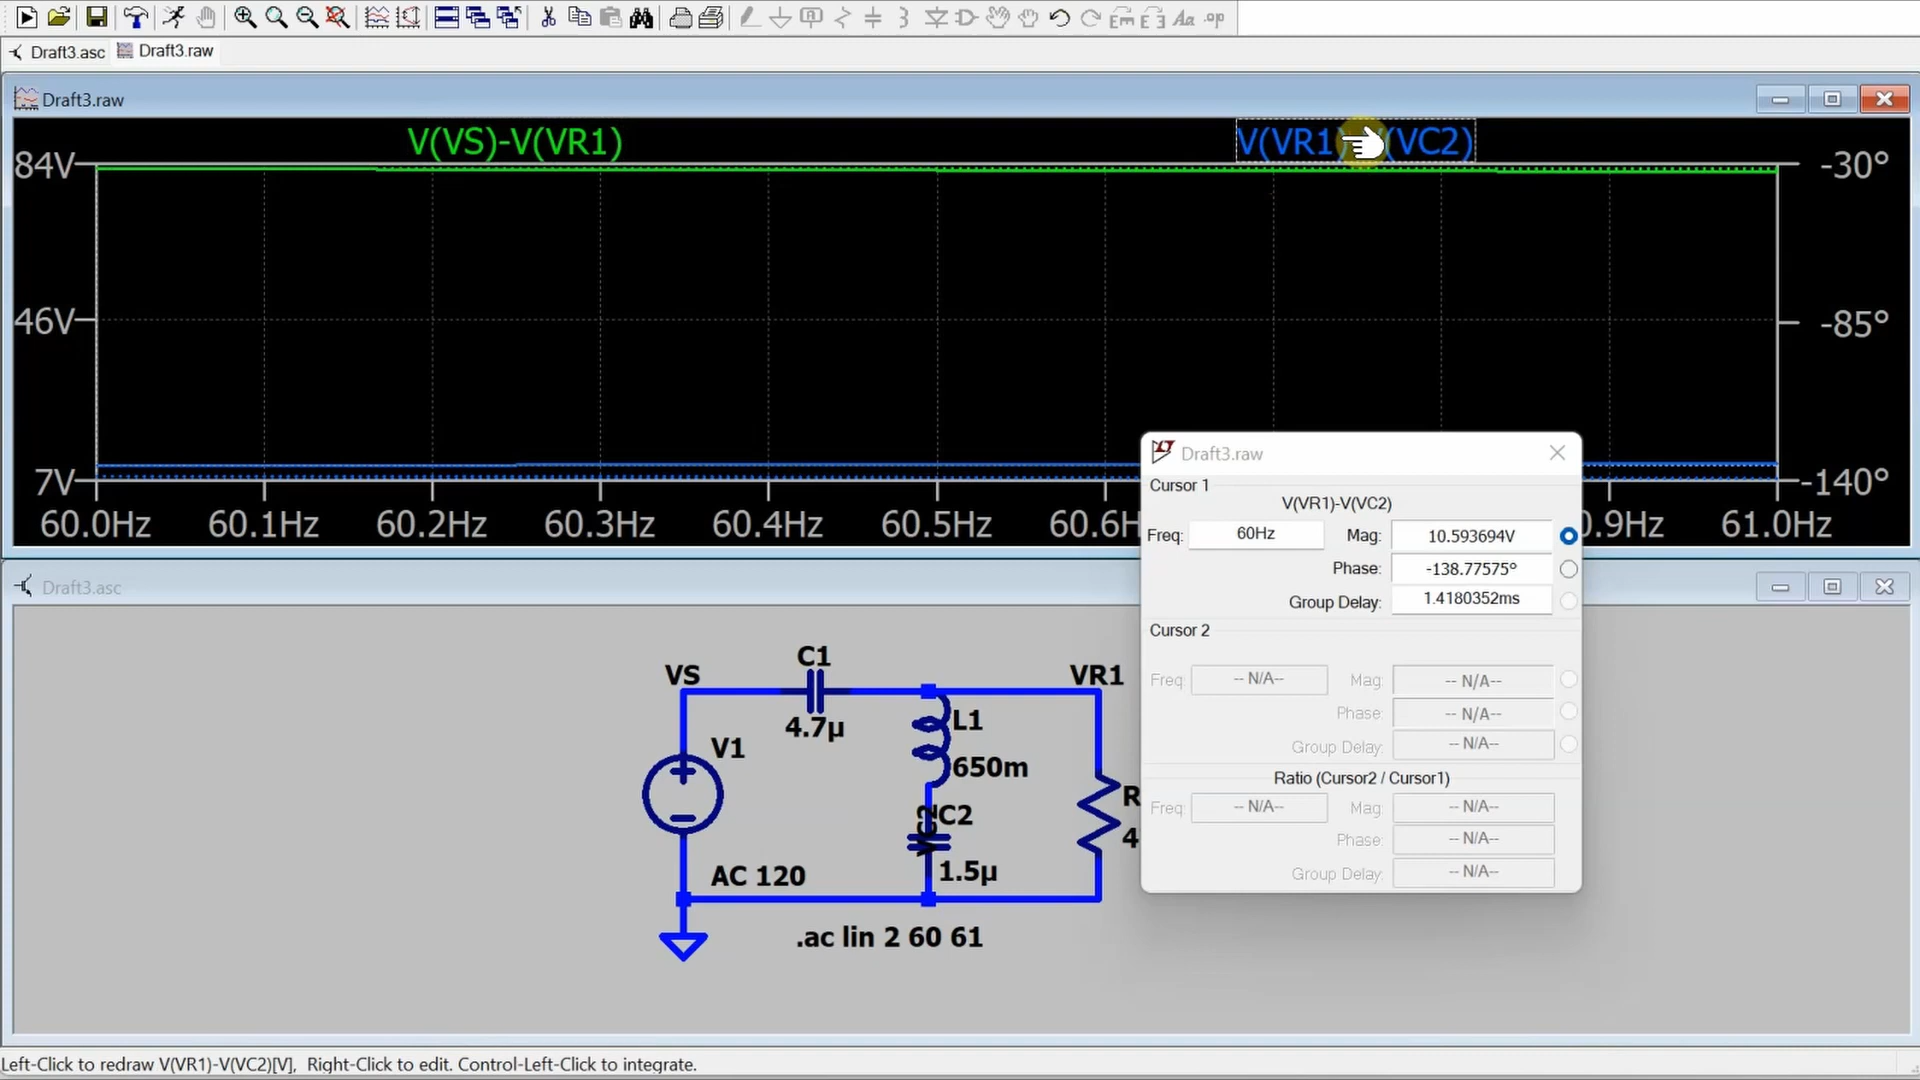 Draft3.asc Draft3.raw
Draft3.raw
V(VS)-V(VR1)
V(VR1) (VC2)
84V
46V
7V
-30°
-85°
-140°
60.0Hz 60.1Hz 60.2Hz 60.3Hz 60.4Hz 60.5Hz 60.6H 0.9Hz 61.0Hz
Draft3.raw
Cursor 1
V(VR1)-V(VC2)
Freq: 60Hz Mag: 10.593694V
Phase: -138.77575°
Group Delay: 1.4180352ms
Cursor 2
Freq: -- N/A-- Mag: -- N/A--
Phase: -- N/A--
Group Delay: -- N/A--
Ratio (Cursor2 / Cursor1)
Freq: -- N/A-- Mag: -- N/A--
Phase: -- N/A--
Group Delay: -- N/A--
Draft3.asc
VS
C1
4.7µ
VR1
V1
L1
650m
VC2
C2
1.5µ
R
4
AC 120
.ac lin 2 60 61
Left-Click to redraw V(VR1)-V(VC2)[V], Right-Click to edit. Control-Left-Click to integrate.